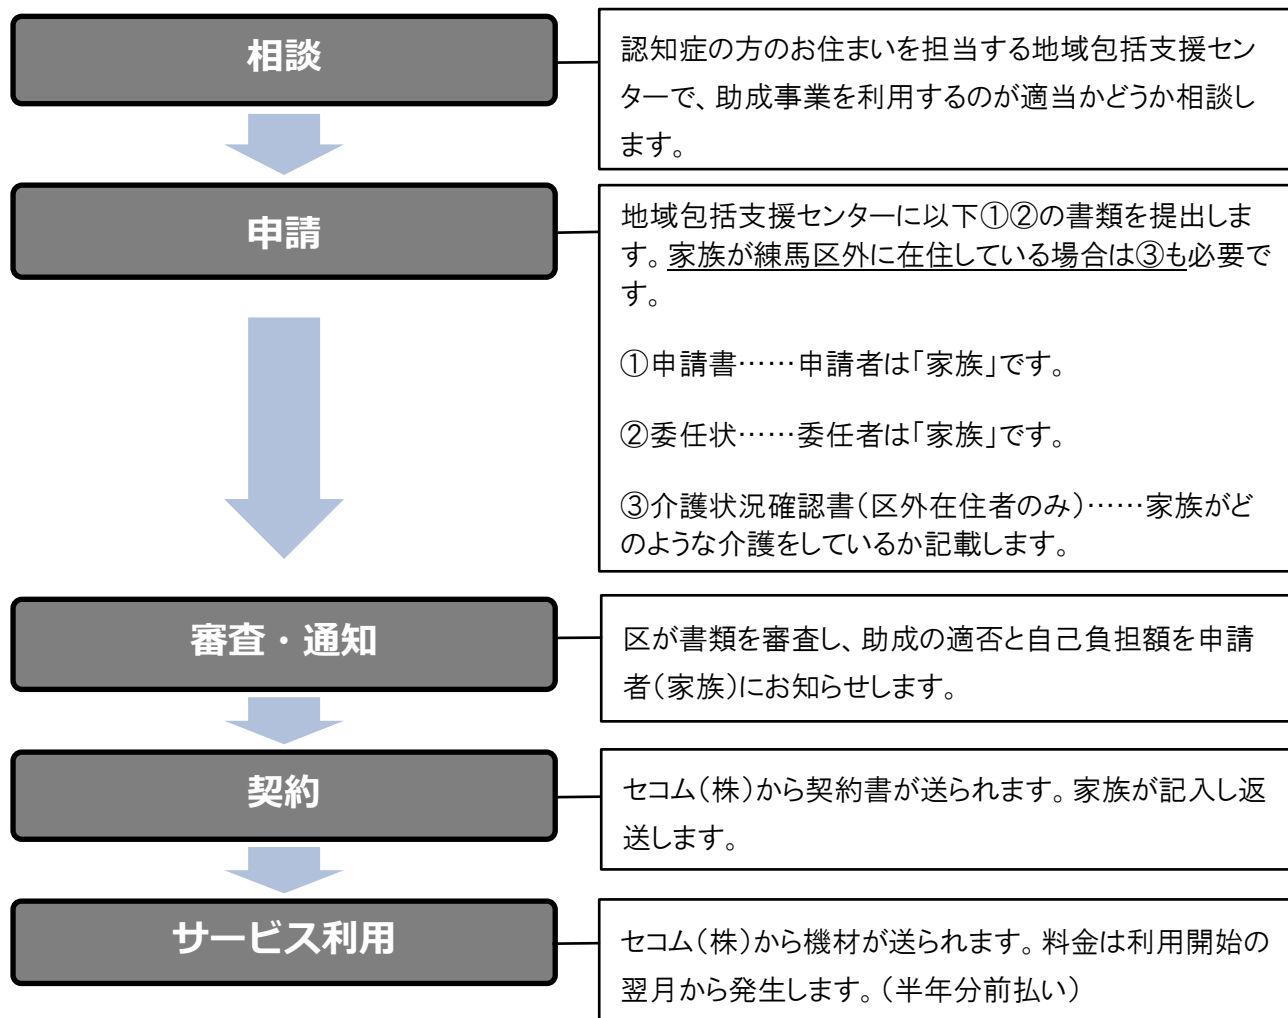 相談
認知症の方のお住まいを担当する地域包括支援セン
ターで、助成事業を利用するのが適当かどうか相談し
ます。
申請
地域包括支援センターに以下①②の書類を提出しま
す。家族が練馬区外に在住している場合は③も必要で
す。
①申請書……申請者は「家族」です。
②委任状……委任者は「家族」です。
③介護状況確認書（区外在住者のみ）……家族がど
のような介護をしているか記載します。
審査・通知
区が書類を審査し、助成の適否と自己負担額を申請
者（家族）にお知らせします。
契約
セコム（株）から契約書が送られます。家族が記入し返
送します。
サービス利用
セコム（株）から機材が送られます。料金は利用開始の
翌月から発生します。（半年分前払い）